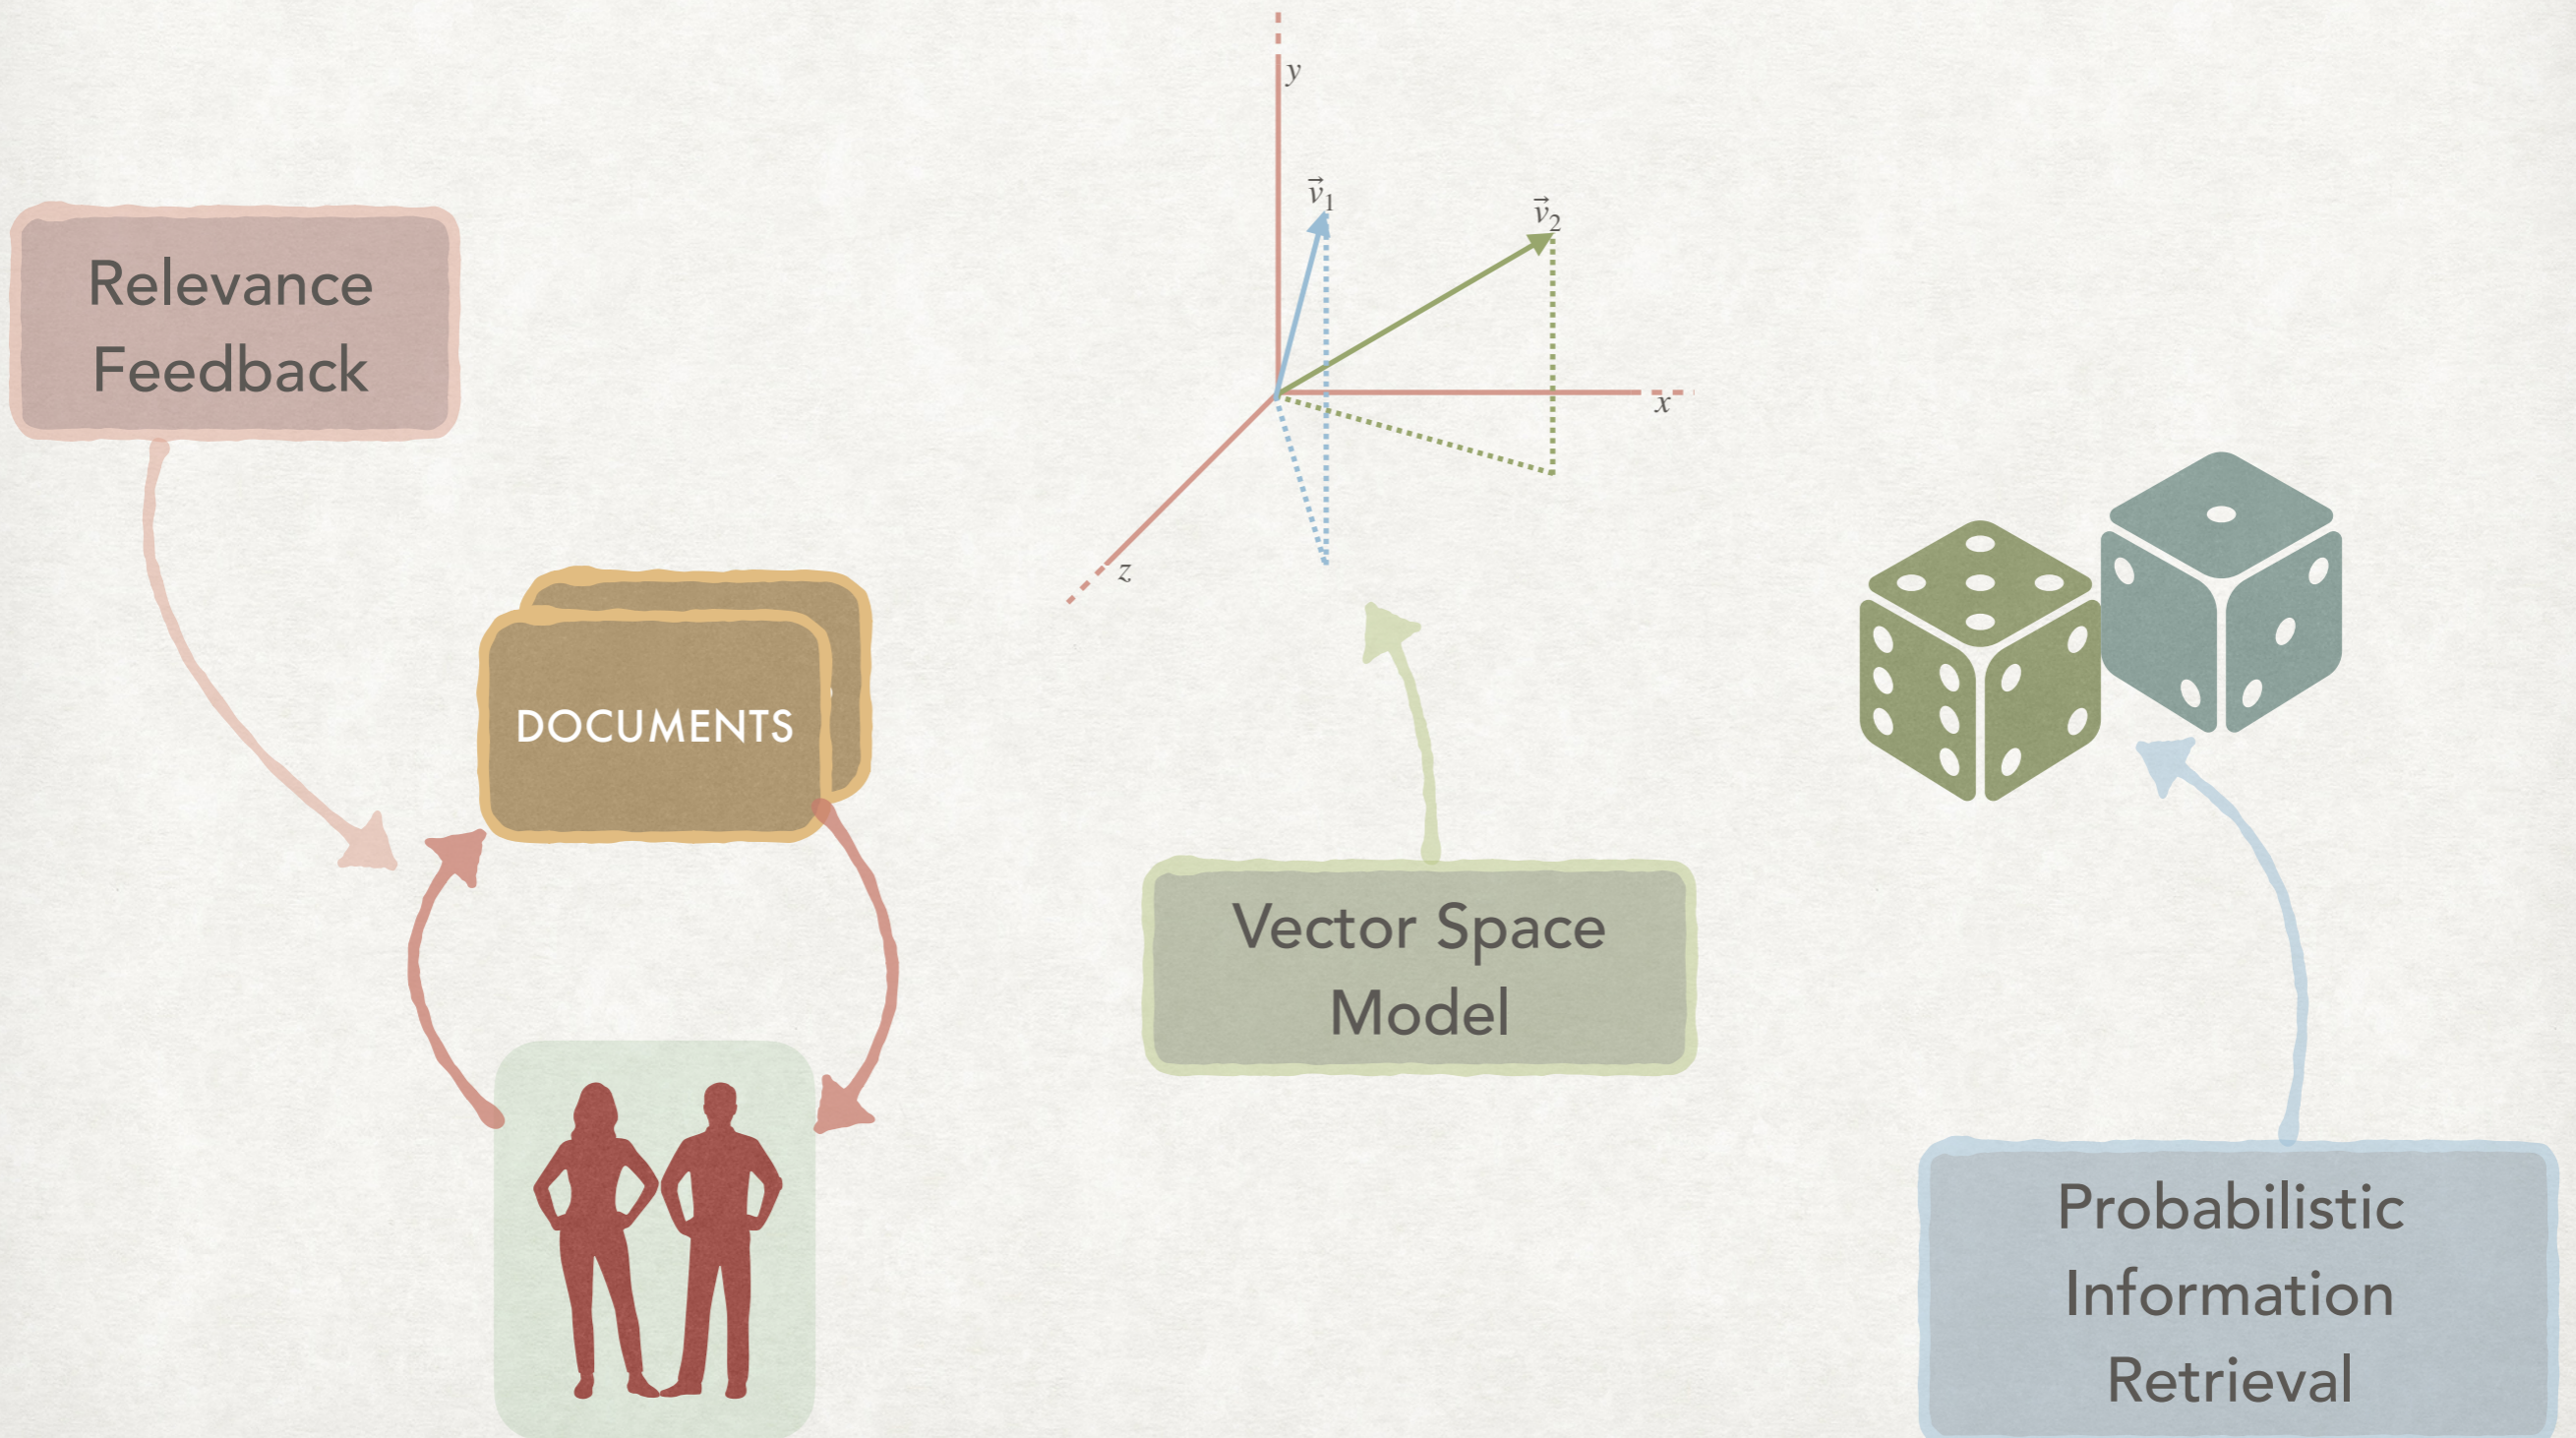 Relevance
Feedback
DOCUMENTS
y
v⃗1
v⃗2
x
z
Vector Space
Model
Probabilistic
Information
Retrieval